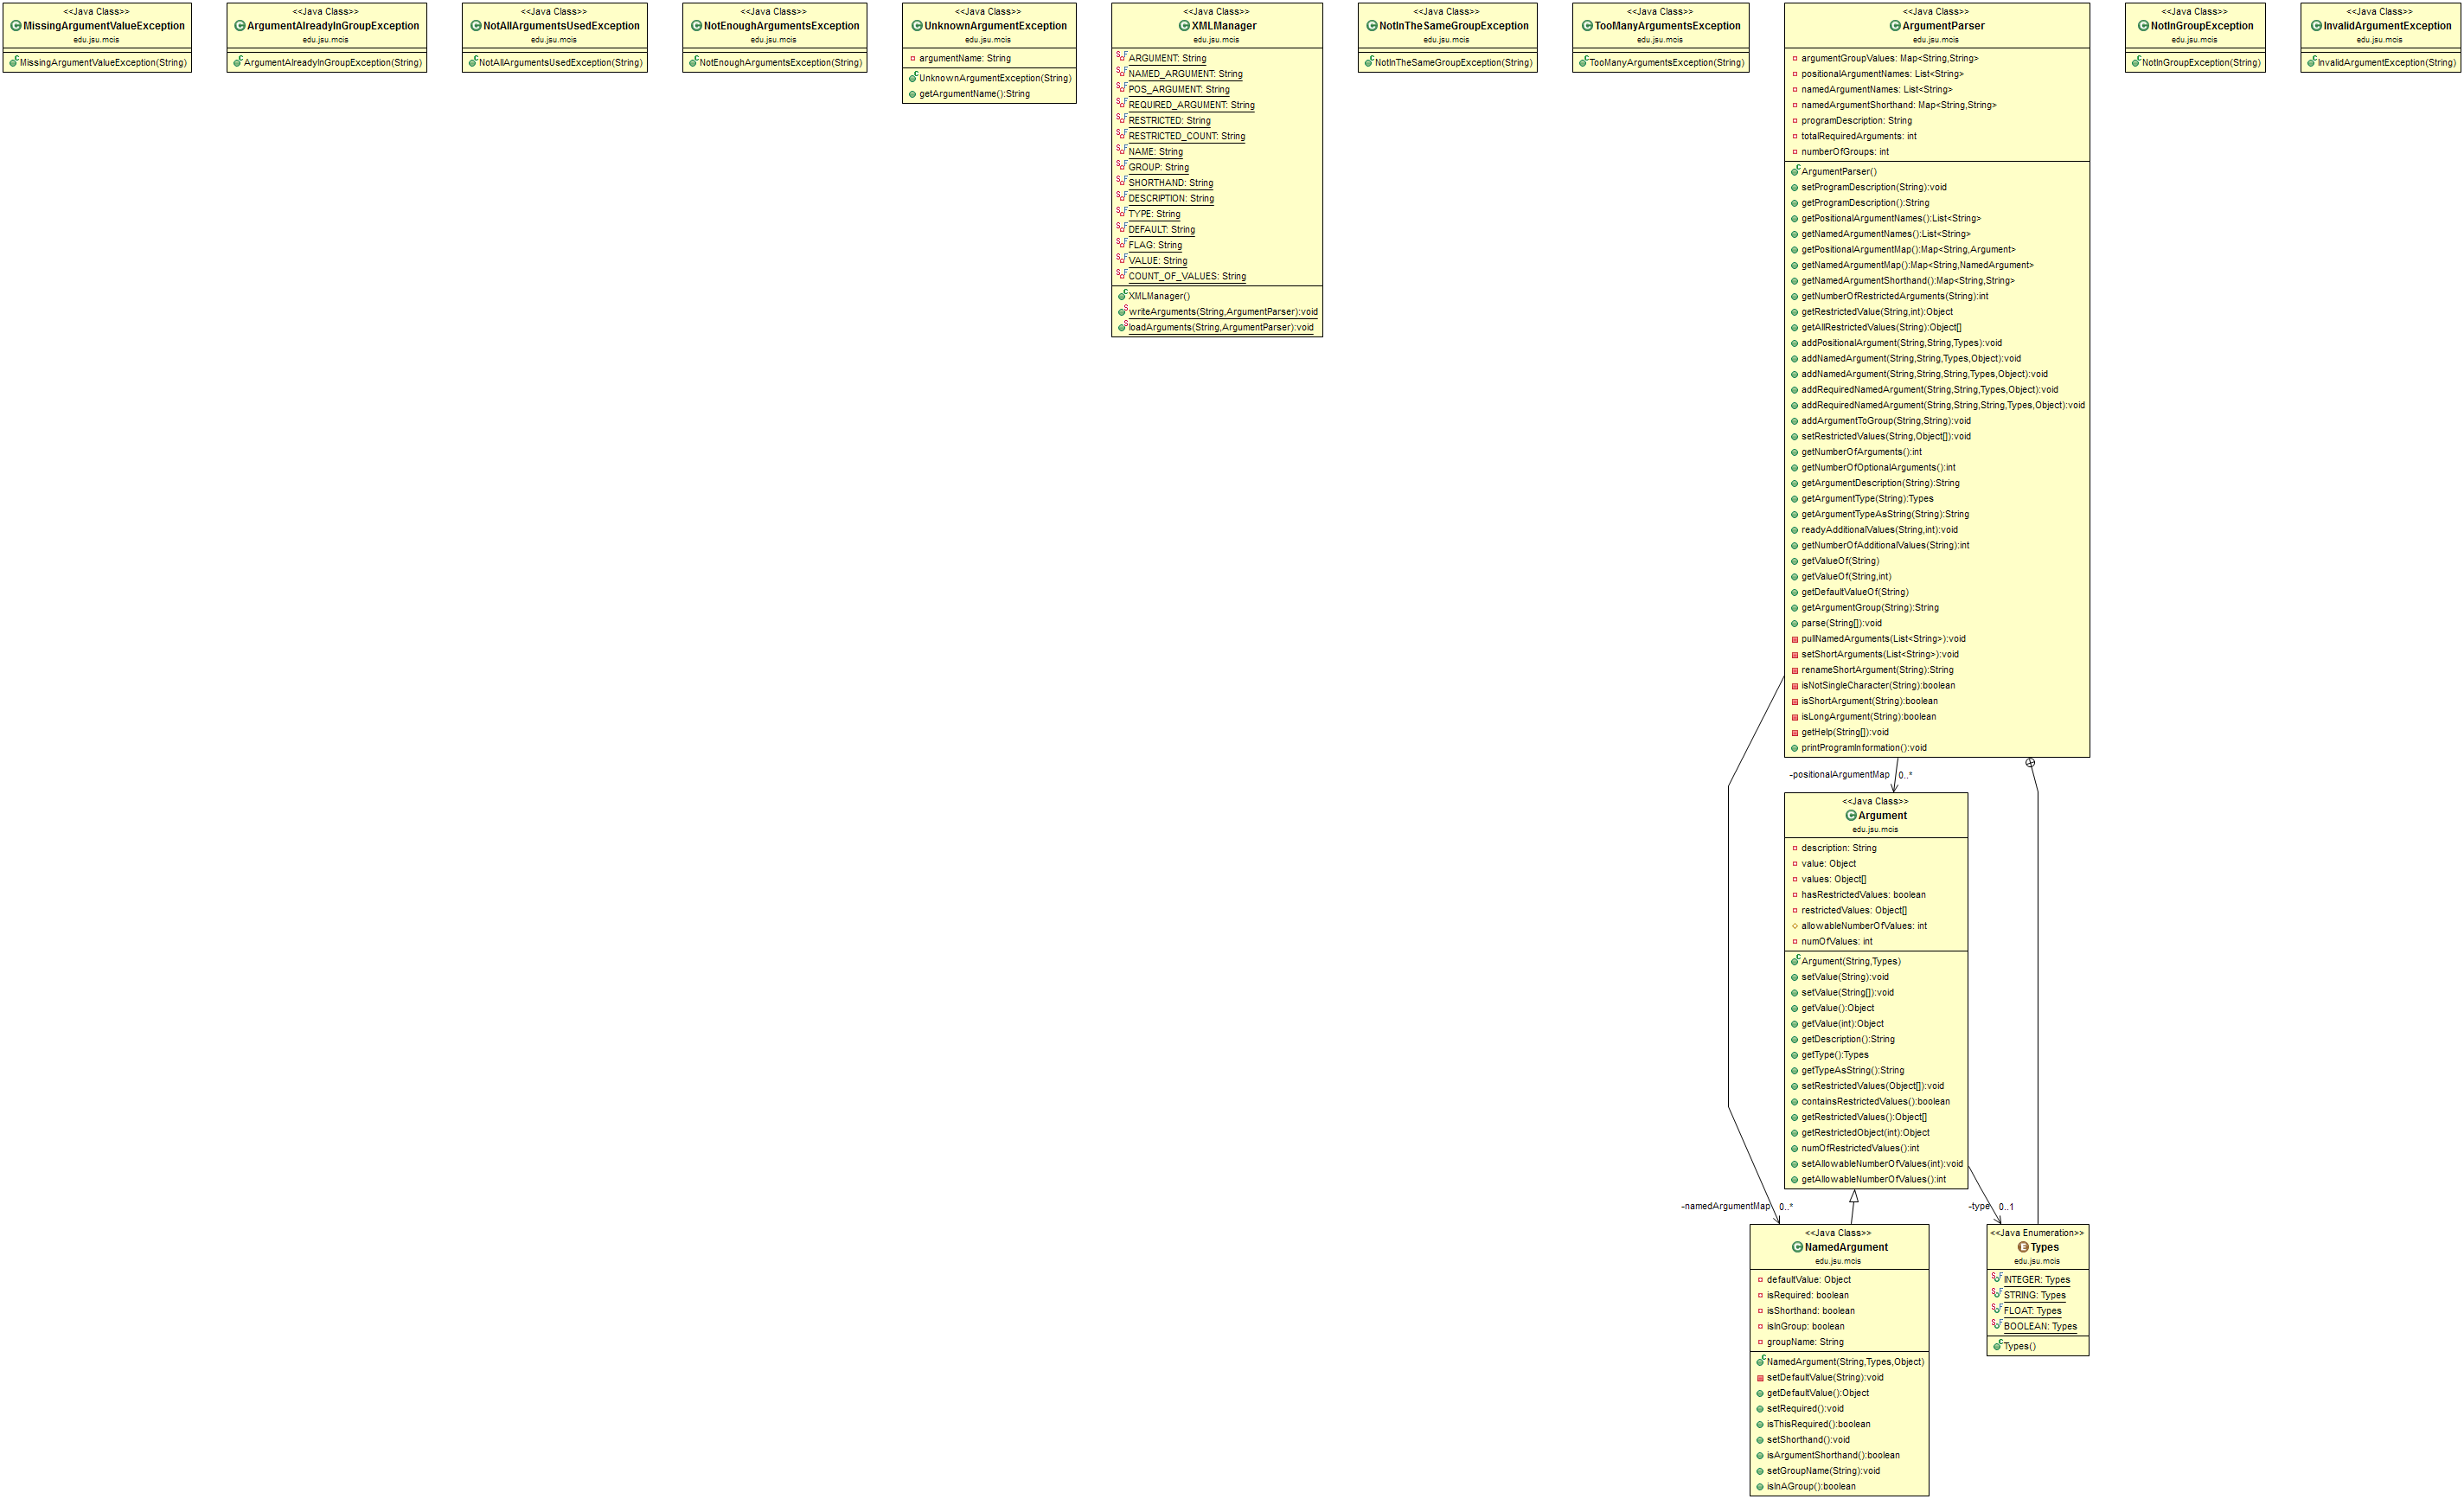 <<Java Class>>
MissingArgumentValueException
edu.jsu.mcis
MissingArgumentValueException(String)
<<Java Class>>
ArgumentAlreadyInGroupException
edu.jsu.mcis
ArgumentAlreadyInGroupException(String)
<<Java Class>>
NotAllArgumentsUsedException
edu.jsu.mcis
NotAllArgumentsUsedException(String)
<<Java Class>>
NotEnoughArgumentsException
edu.jsu.mcis
NotEnoughArgumentsException(String)
<<Java Class>>
UnknownArgumentException
edu.jsu.mcis
argumentName: String
UnknownArgumentException(String)
getArgumentName():String
<<Java Class>>
XMLManager
edu.jsu.mcis
ARGUMENT: String
NAMED_ARGUMENT: String
POS_ARGUMENT: String
REQUIRED_ARGUMENT: String
RESTRICTED: String
RESTRICTED_COUNT: String
NAME: String
GROUP: String
SHORTHAND: String
DESCRIPTION: String
TYPE: String
DEFAULT: String
FLAG: String
VALUE: String
COUNT_OF_VALUES: String
XMLManager()
writeArguments(String,ArgumentParser):void
loadArguments(String,ArgumentParser):void
<<Java Class>>
NotInTheSameGroupException
edu.jsu.mcis
NotInTheSameGroupException(String)
<<Java Class>>
TooManyArgumentsException
edu.jsu.mcis
TooManyArgumentsException(String)
<<Java Class>>
ArgumentParser
edu.jsu.mcis
argumentGroupValues: Map<String,String>
positionalArgumentNames: List<String>
namedArgumentNames: List<String>
namedArgumentShorthand: Map<String,String>
programDescription: String
totalRequiredArguments: int
numberOfGroups: int
ArgumentParser()
setProgramDescription(String):void
getProgramDescription():String
getPositionalArgumentNames():List<String>
getNamedArgumentNames():List<String>
getPositionalArgumentMap():Map<String,Argument>
getNamedArgumentMap():Map<String,NamedArgument>
getNamedArgumentShorthand():Map<String,String>
getNumberOfRestrictedArguments(String):int
getRestrictedValue(String,int):Object
getAllRestrictedValues(String):Object[]
addPositionalArgument(String,String,Types):void
addNamedArgument(String,String,Types,Object):void
addNamedArgument(String,String,String,Types,Object):void
addRequiredNamedArgument(String,String,Types,Object):void
addRequiredNamedArgument(String,String,String,Types,Object):void
addArgumentToGroup(String,String):void
setRestrictedValues(String,Object[]):void
getNumberOfArguments():int
getNumberOfOptionalArguments():int
getArgumentDescription(String):String
getArgumentType(String):Types
getArgumentTypeAsString(String):String
readyAdditionalValues(String,int):void
getNumberOfAdditionalValues(String):int
getValueOf(String)
getValueOf(String,int)
getDefaultValueOf(String)
getArgumentGroup(String):String
parse(String[]):void
pullNamedArguments(List<String>):void
setShortArguments(List<String>):void
renameShortArgument(String):String
isNotSingleCharacter(String):boolean
isShortArgument(String):boolean
isLongArgument(String):boolean
getHelp(String[]):void
printProgramInformation():void
<<Java Class>>
NotInGroupException
edu.jsu.mcis
NotInGroupException(String)
<<Java Class>>
InvalidArgumentException
edu.jsu.mcis
InvalidArgumentException(String)
-positionalArgumentMap 0..*
<<Java Class>>
Argument
edu.jsu.mcis
description: String
value: Object
values: Object[]
hasRestrictedValues: boolean
restrictedValues: Object[]
allowableNumberOfValues: int
numOfValues: int
Argument(String,Types)
setValue(String):void
setValue(String[]):void
getValue():Object
getValue(int):Object
getDescription():String
getType():Types
getTypeAsString():String
setRestrictedValues(Object[]):void
containsRestrictedValues():boolean
getRestrictedValues():Object[]
getRestrictedObject(int):Object
numOfRestrictedValues():int
setAllowableNumberOfValues(int):void
getAllowableNumberOfValues():int
-namedArgumentMap 0..*
-type 0..1
<<Java Class>>
NamedArgument
edu.jsu.mcis
defaultValue: Object
isRequired: boolean
isShorthand: boolean
isInGroup: boolean
groupName: String
NamedArgument(String,Types,Object)
setDefaultValue(String):void
getDefaultValue():Object
setRequired():void
isThisRequired():boolean
setShorthand():void
isArgumentShorthand():boolean
setGroupName(String):void
isInAGroup():boolean
<<Java Enumeration>>
Types
edu.jsu.mcis
INTEGER: Types
STRING: Types
FLOAT: Types
BOOLEAN: Types
Types()